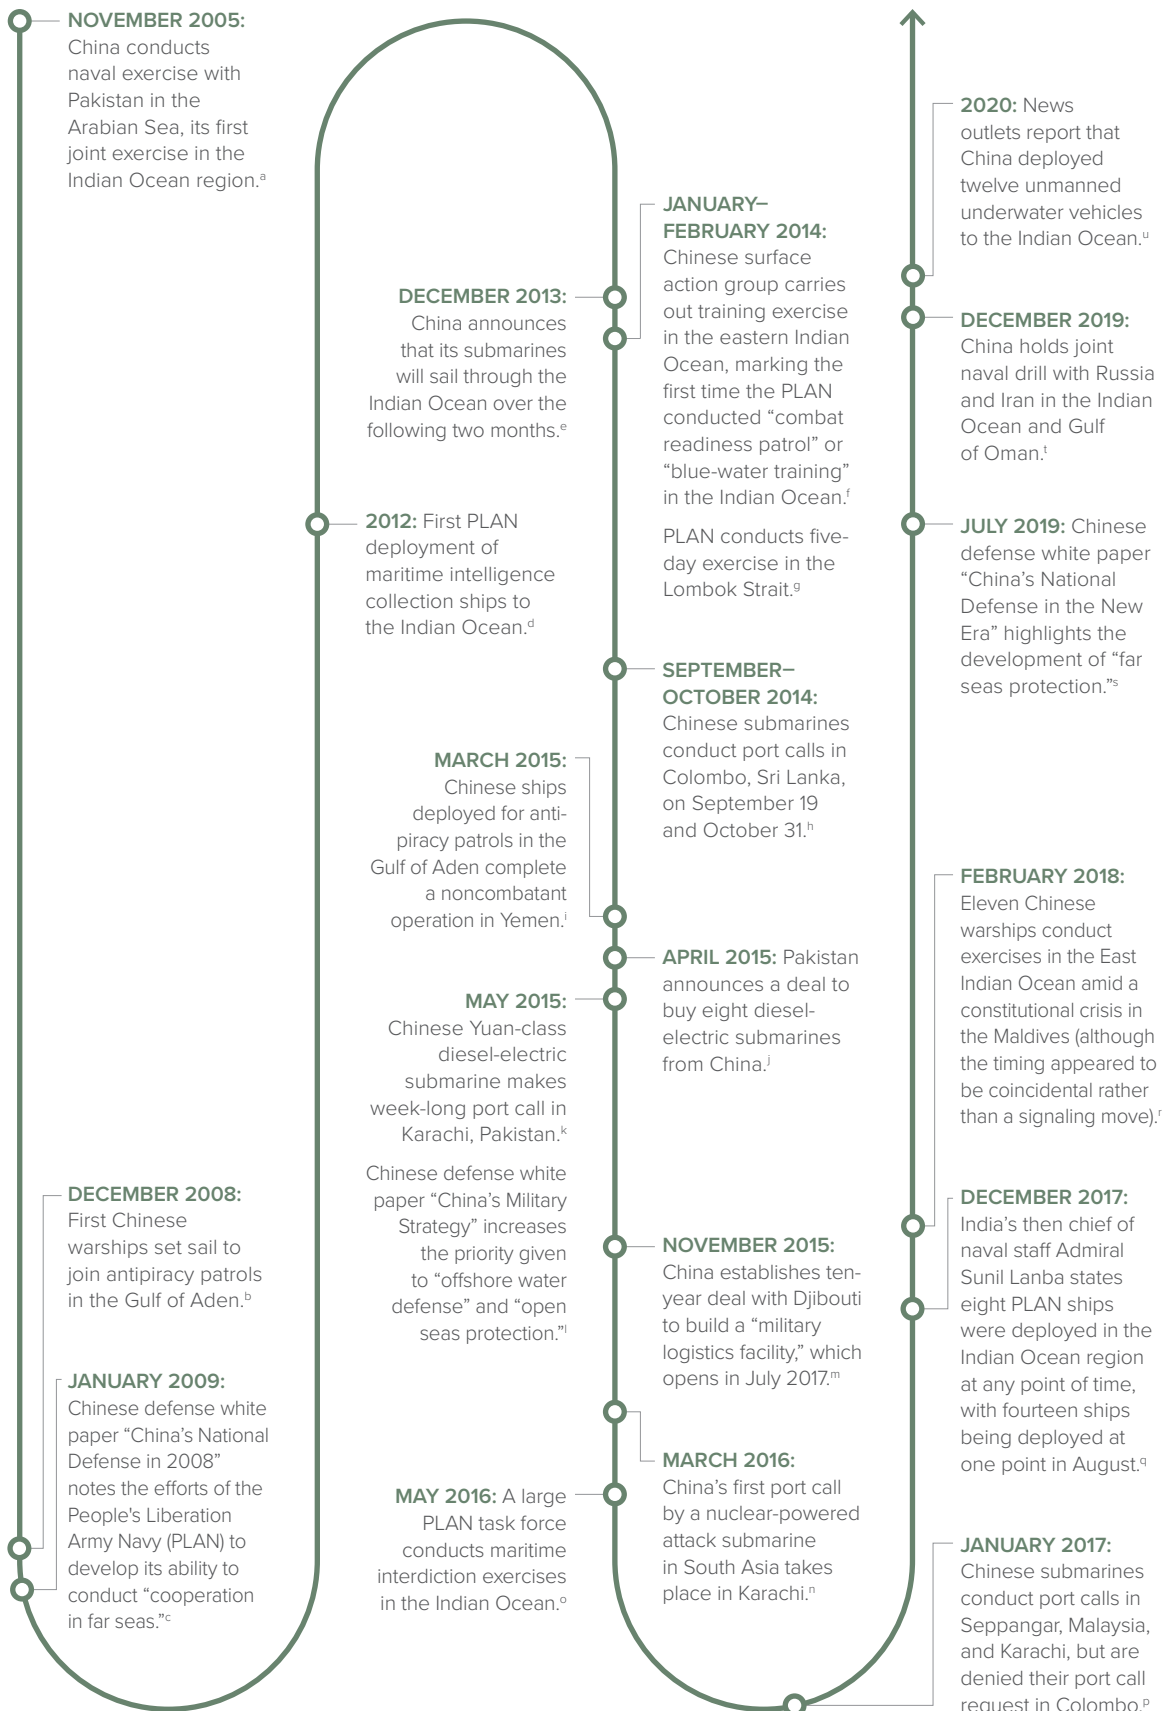 NOVEMBER 2005:
China conducts
naval exercise with
Pakistan in the
Arabian Sea, its first
joint exercise in the
Indian Ocean region.ᵃ
DECEMBER 2008:
First Chinese
warships set sail to
join antipiracy patrols
in the Gulf of Aden.ᵇ
JANUARY 2009:
Chinese defense white
paper “China’s National
Defense in 2008”
notes the efforts of the
People's Liberation
Army Navy (PLAN) to
develop its ability to
conduct “cooperation
in far seas.”ᶜ
2012: First PLAN
deployment of
maritime intelligence
collection ships to
the Indian Ocean.ᵈ
DECEMBER 2013:
China announces
that its submarines
will sail through the
Indian Ocean over the
following two months.ᵉ
JANUARY–
FEBRUARY 2014:
Chinese surface
action group carries
out training exercise
in the eastern Indian
Ocean, marking the
first time the PLAN
conducted “combat
readiness patrol” or
“blue-water training”
in the Indian Ocean.ᶠ
PLAN conducts five-
day exercise in the
Lombok Strait.ᵍ
SEPTEMBER–
OCTOBER 2014:
Chinese submarines
conduct port calls in
Colombo, Sri Lanka,
on September 19
and October 31.ʰ
MARCH 2015:
Chinese ships
deployed for anti-
piracy patrols in the
Gulf of Aden complete
a noncombatant
operation in Yemen.ⁱ
APRIL 2015: Pakistan
announces a deal to
buy eight diesel-
electric submarines
from China.ʲ
MAY 2015:
Chinese Yuan-class
diesel-electric
submarine makes
week-long port call in
Karachi, Pakistan.ᵏ
Chinese defense white
paper “China’s Military
Strategy” increases
the priority given
to “offshore water
defense” and “open
seas protection.”ˡ
NOVEMBER 2015:
China establishes ten-
year deal with Djibouti
to build a “military
logistics facility,” which
opens in July 2017.ᵐ
MARCH 2016:
China’s first port call
by a nuclear-powered
attack submarine
in South Asia takes
place in Karachi.ⁿ
MAY 2016: A large
PLAN task force
conducts maritime
interdiction exercises
in the Indian Ocean.ᵒ
JANUARY 2017:
Chinese submarines
conduct port calls in
Seppangar, Malaysia,
and Karachi, but are
denied their port call
request in Colombo.ᵖ
DECEMBER 2017:
India’s then chief of
naval staff Admiral
Sunil Lanba states
eight PLAN ships
were deployed in the
Indian Ocean region
at any point of time,
with fourteen ships
being deployed at
one point in August.q
FEBRUARY 2018:
Eleven Chinese
warships conduct
exercises in the East
Indian Ocean amid a
constitutional crisis in
the Maldives (although
the timing appeared to
be coincidental rather
than a signaling move).ʳ
JULY 2019: Chinese
defense white paper
“China’s National
Defense in the New
Era” highlights the
development of “far
seas protection.”ˢ
DECEMBER 2019:
China holds joint
naval drill with Russia
and Iran in the Indian
Ocean and Gulf
of Oman.ᵗ
2020: News
outlets report that
China deployed
twelve unmanned
underwater vehicles
to the Indian Ocean.ᵘ